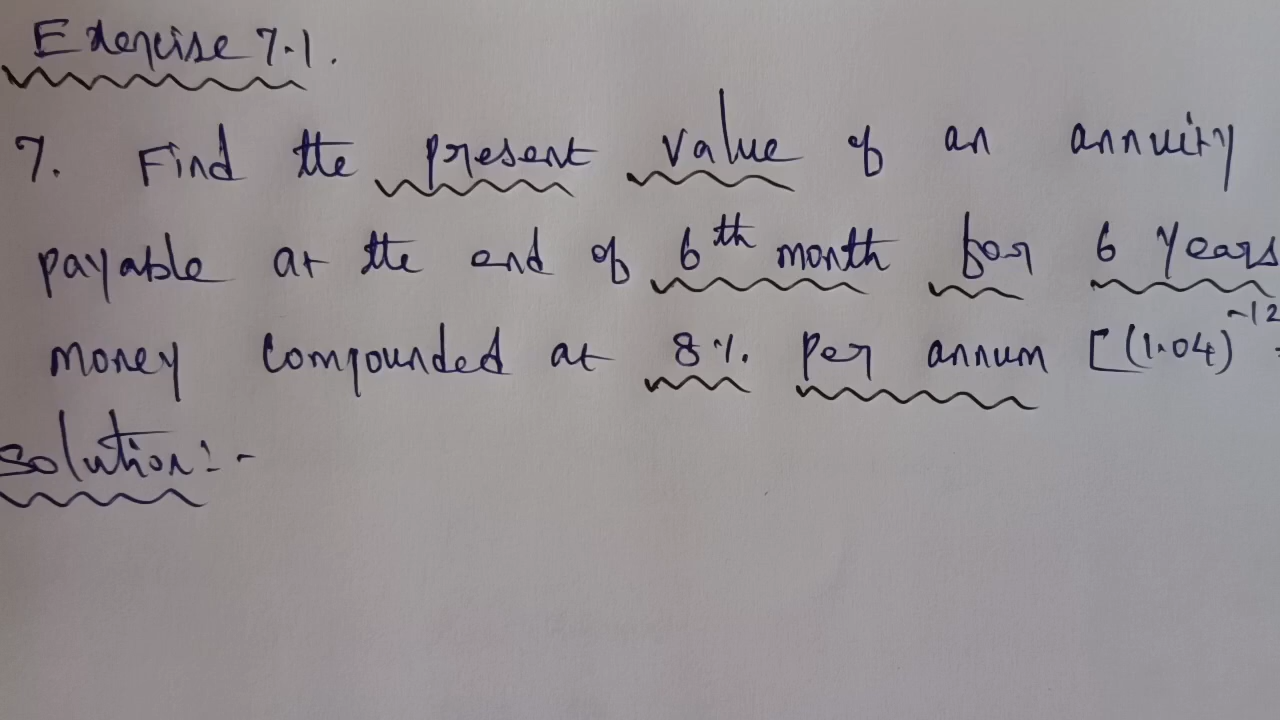 Exercise 7.1.
7. Find the present value of an annuity
payable at the end of 6th month for 6 years
money compounded at 8%. per annum [(1.04)^-12 =
Solution:-